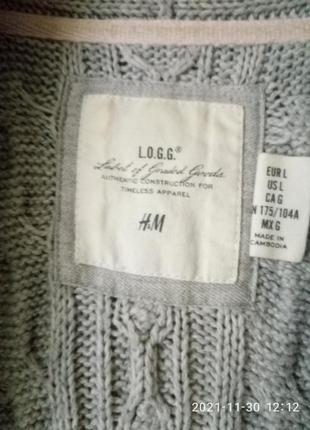 L.O.G.G.®
Label of Graded Goods
AUTHENTIC CONSTRUCTION FOR
TIMELESS APPAREL
H&M
EUR L
US L
CA G
N 175/104A
MX G
MADE IN
CAMBODIA
2021-11-30 12:12